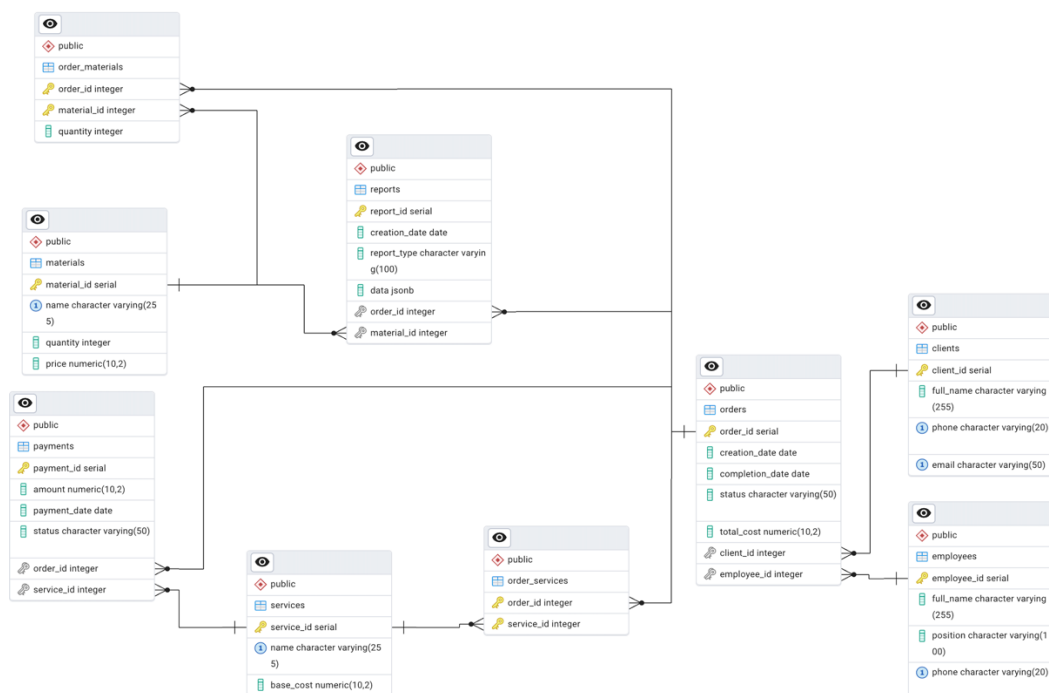 public
order_materials
order_id integer
material_id integer
quantity integer
public
reports
report_id serial
creation_date date
report_type character varyin
g(100)
data jsonb
order_id integer
material_id integer
public
materials
material_id serial
name character varying(25
5)
quantity integer
price numeric(10,2)
public
payments
payment_id serial
amount numeric(10,2)
payment_date date
status character varying(50)
order_id integer
service_id integer
public
services
service_id serial
name character varying(25
5)
base_cost numeric(10,2)
public
order_services
order_id integer
service_id integer
public
orders
order_id serial
creation_date date
completion_date date
status character varying(50)
total_cost numeric(10,2)
client_id integer
employee_id integer
public
clients
client_id serial
full_name character varying
(255)
phone character varying(20)
email character varying(50)
public
employees
employee_id serial
full_name character varying
(255)
position character varying(1
00)
phone character varying(20)